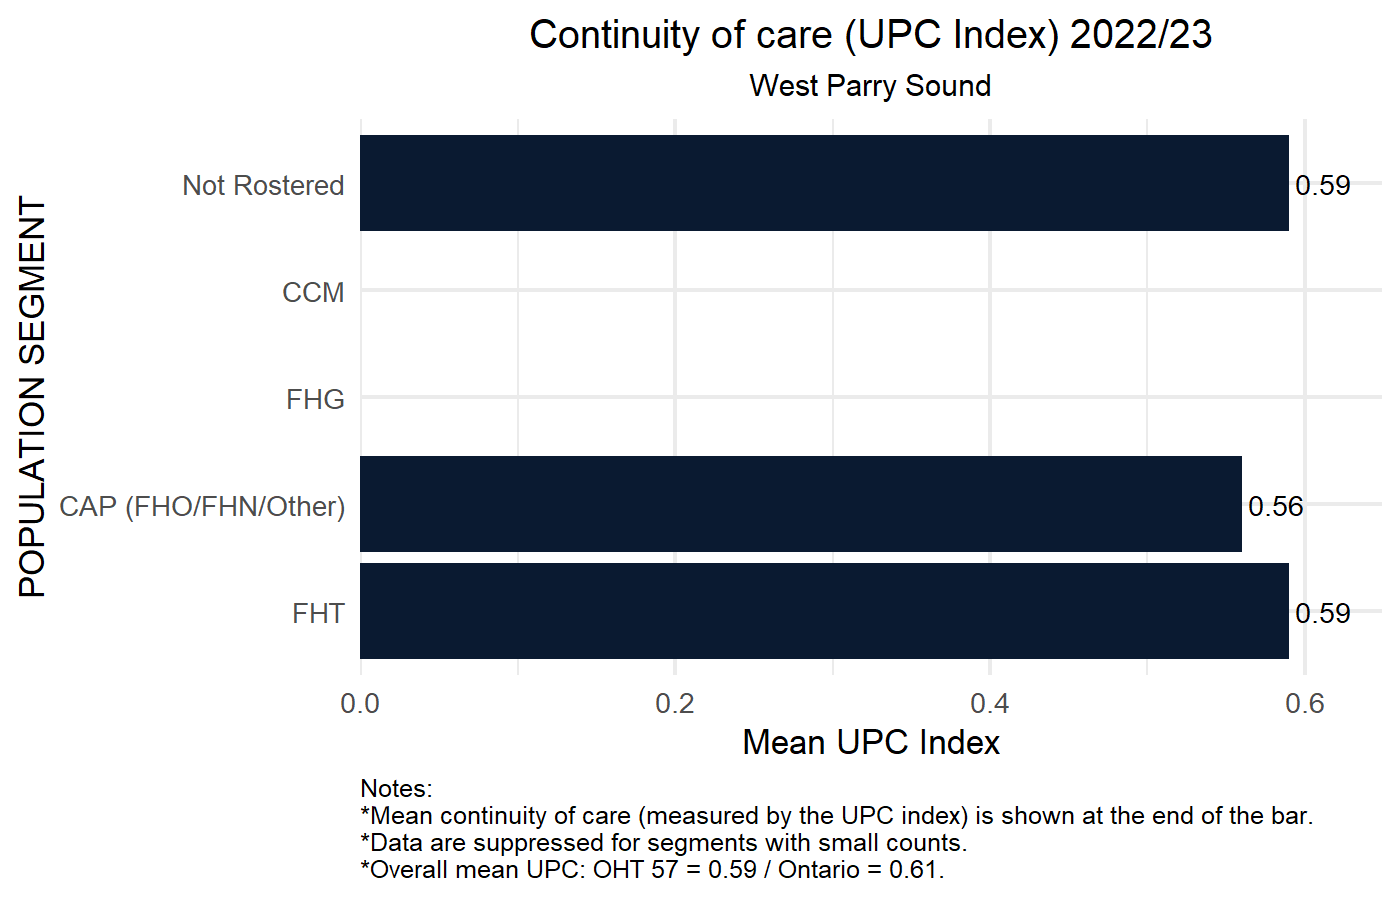 Continuity of care (UPC Index) 2022/23
West Parry Sound
POPULATION SEGMENT
Not Rostered
0.59
CCM
FHG
CAP (FHO/FHN/Other)
0.56
FHT
0.59
0.0 0.2 0.4 0.6
Mean UPC Index
Notes:
*Mean continuity of care (measured by the UPC index) is shown at the end of the bar.
*Data are suppressed for segments with small counts.
*Overall mean UPC: OHT 57 = 0.59 / Ontario = 0.61.